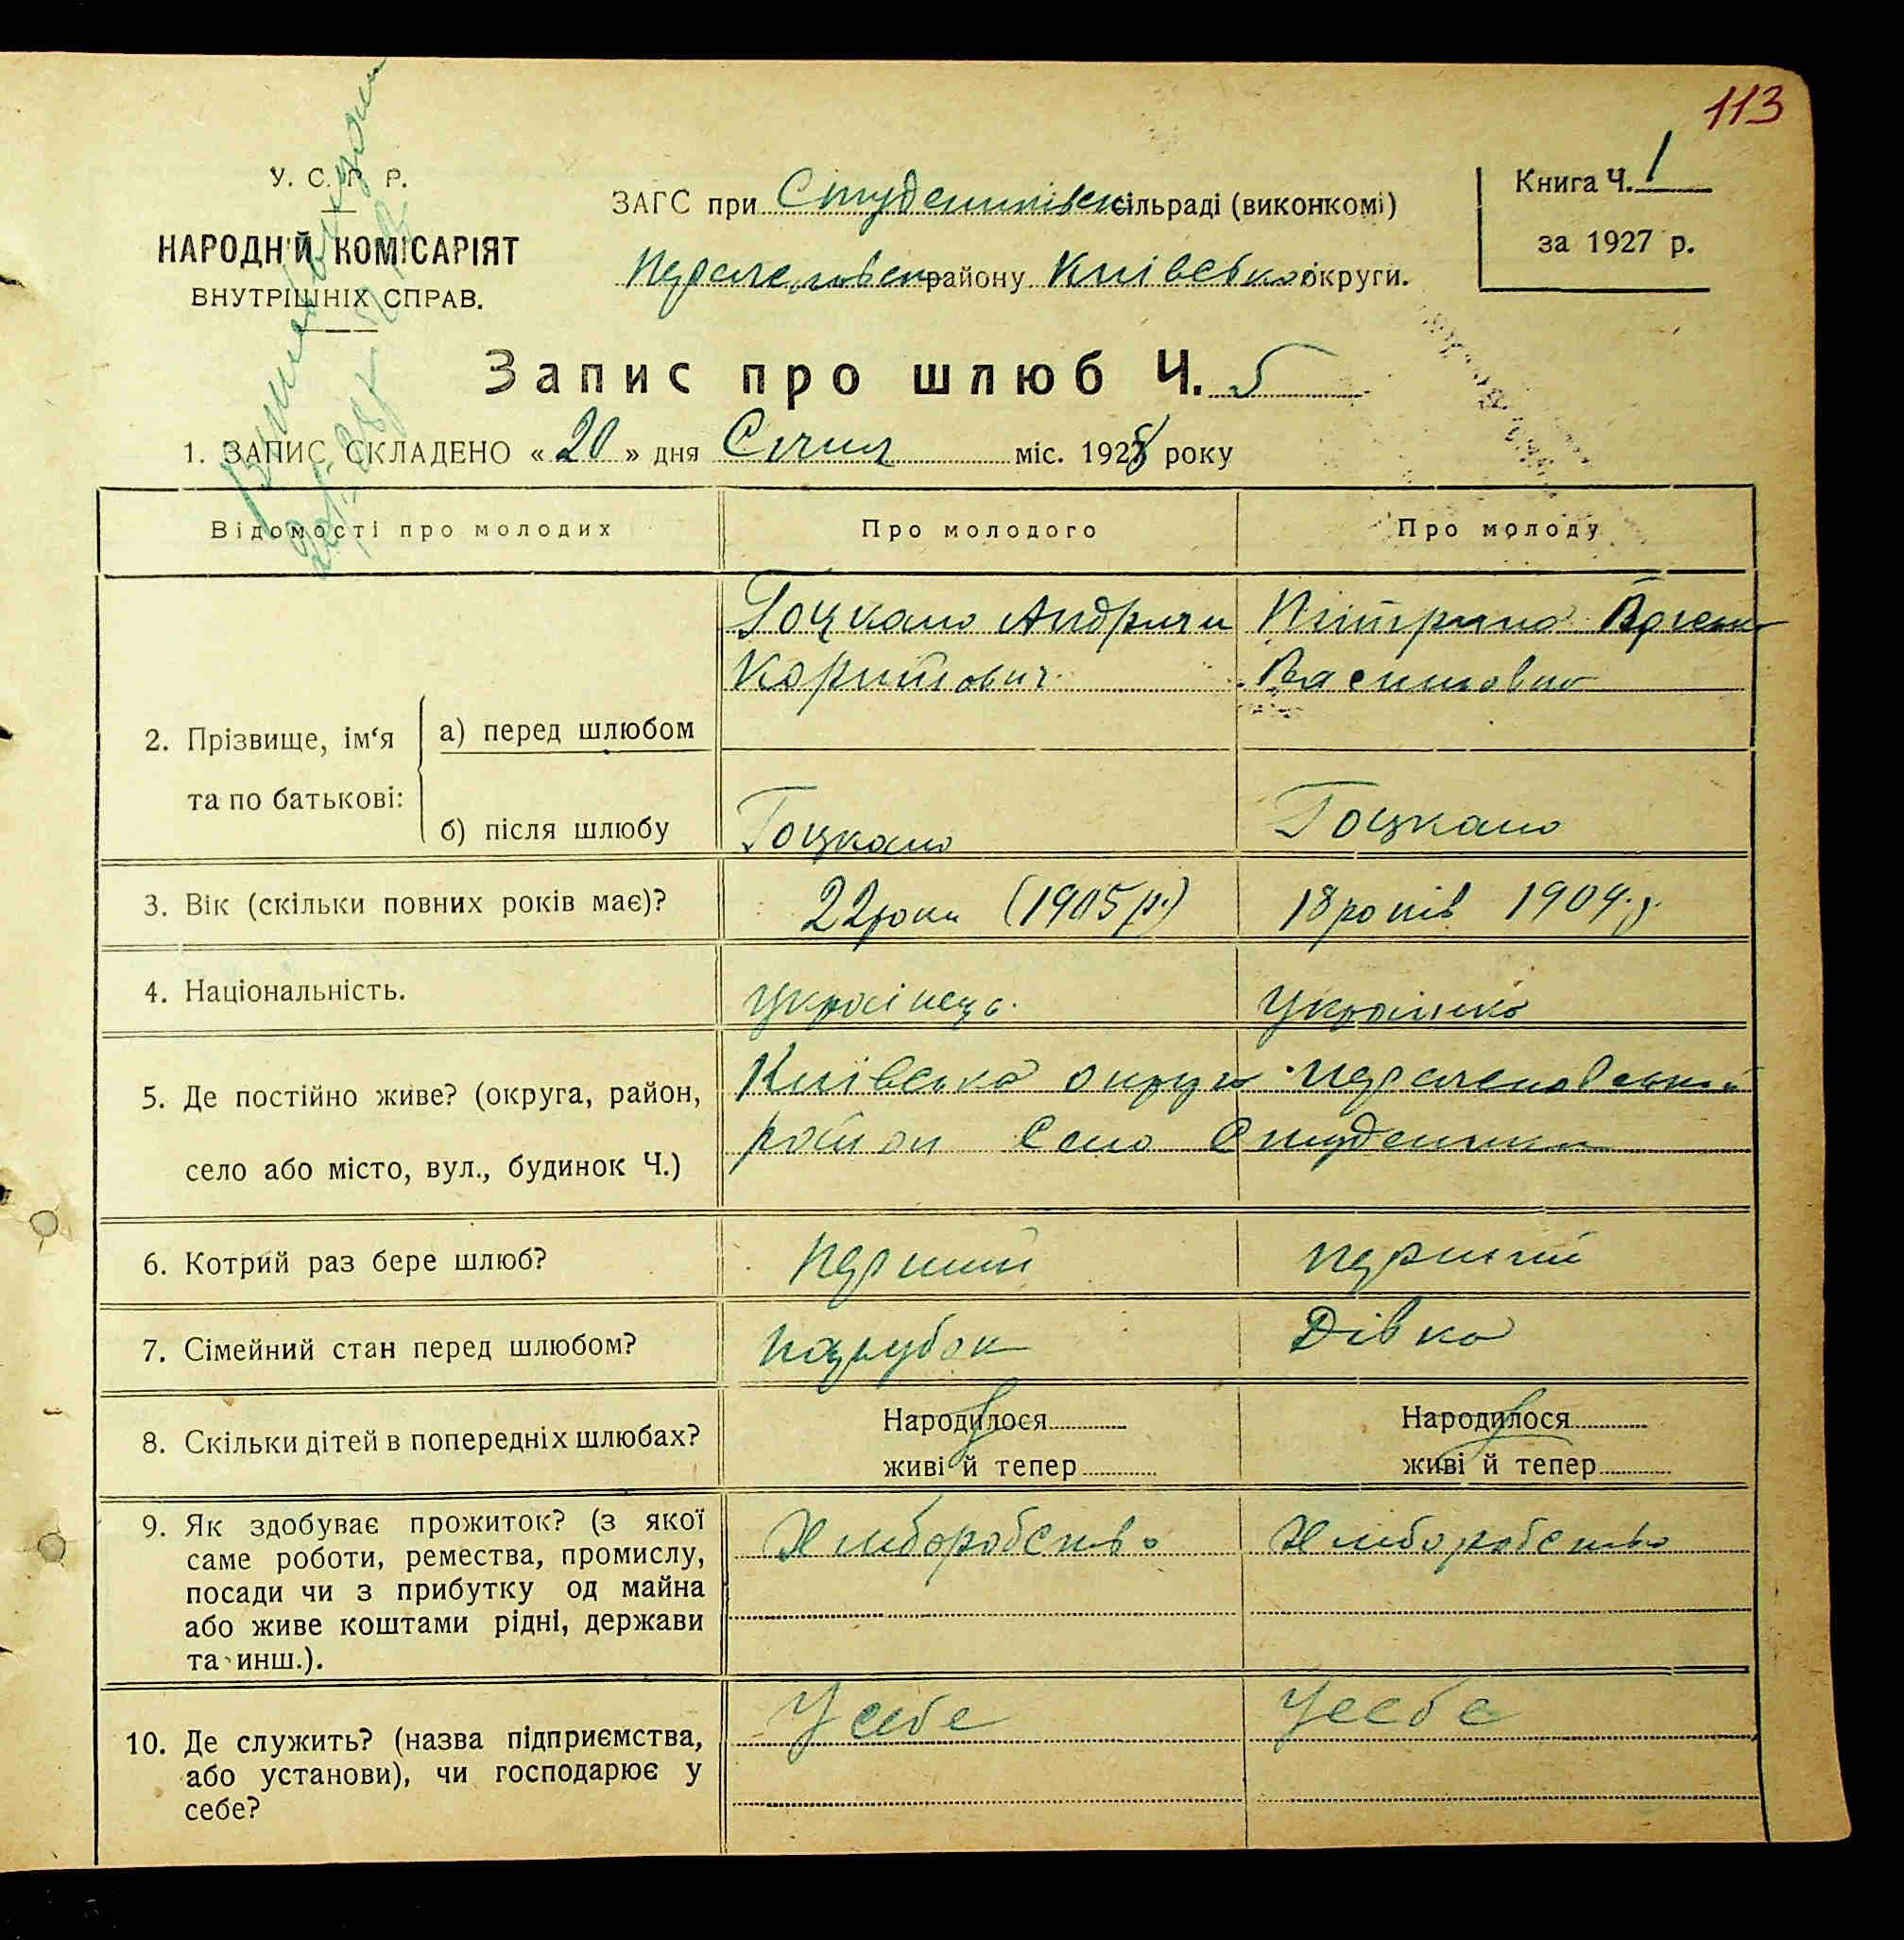 113
У. С. Р. Р.
НАРОДНІЙ КОМІСАРІЯТ
ВНУТРІШНІХ СПРАВ.
ЗАГС при Студениківськ сільраді (виконкомі)
району Київської округи.
Книга Ч. 1
за 1927 р.
Запис про шлюб Ч. 5
1. ЗАПИС СКЛАДЕНО « 20 » дня Січня міс. 1928 року
Відомості про молодих Про молодого Про молоду
2. Прізвище, ім‘я та по батькові:
а) перед шлюбом
Гоцкало Андрій
Василовна
б) після шлюбу Гоцкало Гоцкало
3. Вік (скільки повних років має)? 22 роки (1905 р.) 18 років 1909 р.
4. Національність. Українець. Українка
5. Де постійно живе? (округа, район,
село або місто, вул., будинок Ч.)
Київська округа
район село Студеники
6. Котрий раз бере шлюб? перший перший
7. Сімейний стан перед шлюбом? парубок Дівка
8. Скільки дітей в попередніх шлюбах?
Народилося Народилося
живі й тепер живі й тепер
9. Як здобуває прожиток? (з якої
саме роботи, ремества, промислу,
посади чи з прибутку од майна
або живе коштами рідні, держави
та инш.).
Хлиборобство Хлиборобство
10. Де служить? (назва підприємства,
або установи), чи господарює у
себе?
У себе У себе